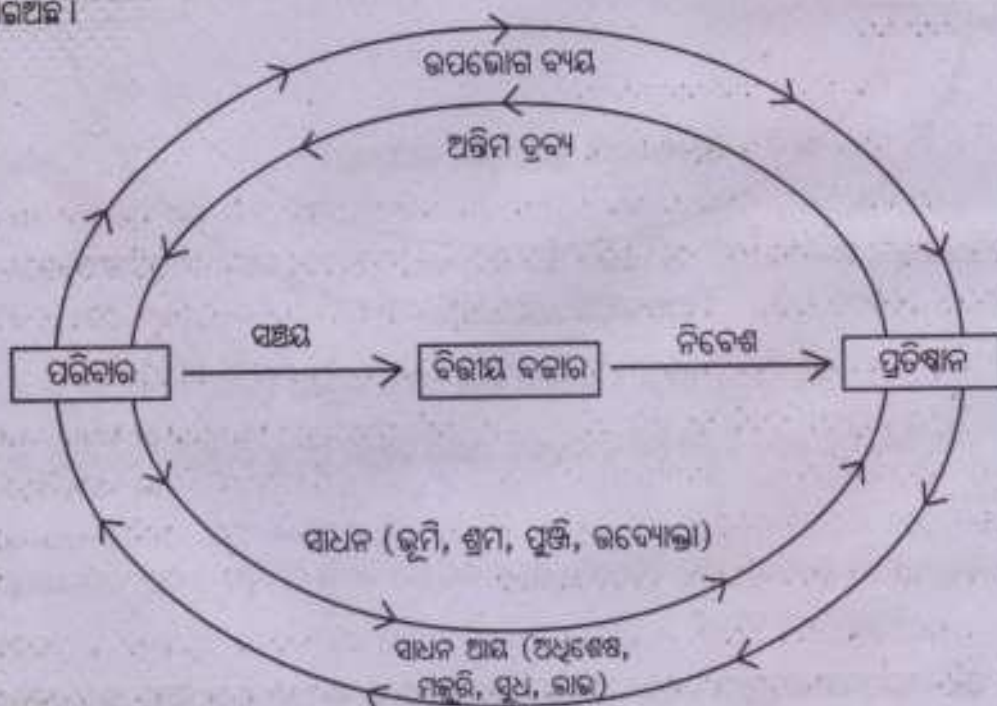 ଉପଭୋଗ ବ୍ୟୟ
ଅନ୍ତିମ ଦ୍ରବ୍ୟ
ସଞ୍ଚୟ
ନିବେଶ
ପରିବାର
ବିତ୍ତୀୟ ବଜାର
ପ୍ରତିଷ୍ଠାନ
ସାଧନ (ଭୂମି, ଶ୍ରମ, ପୁଞ୍ଜି, ଉଦ୍ୟୋକ୍ତା)
ସାଧନ ଆୟ (ଅଧିଶେଷ,
ମଜୁରି, ସୁଧ, ଲାଭ)